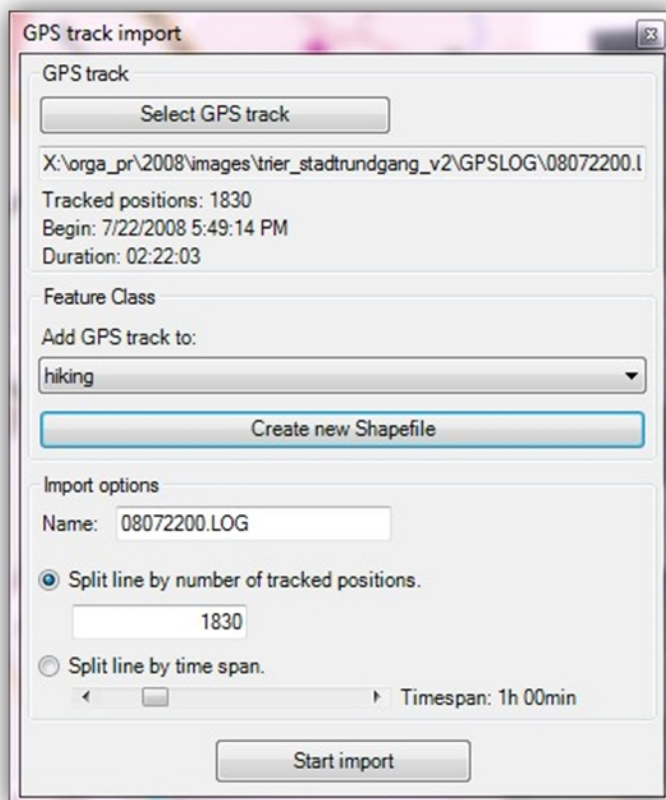 GPS track import
GPS track
Select GPS track
X:\orga_pr\2008\images\trier_stadtrundgang_v2\GPSLOG\08072200.L
Tracked positions: 1830
Begin: 7/22/2008 5:49:14 PM
Duration: 02:22:03
Feature Class
Add GPS track to:
hiking
Create new Shapefile
Import options
Name: 08072200.LOG
Split line by number of tracked positions.
1830
Split line by time span.
Timespan: 1h 00min
Start import